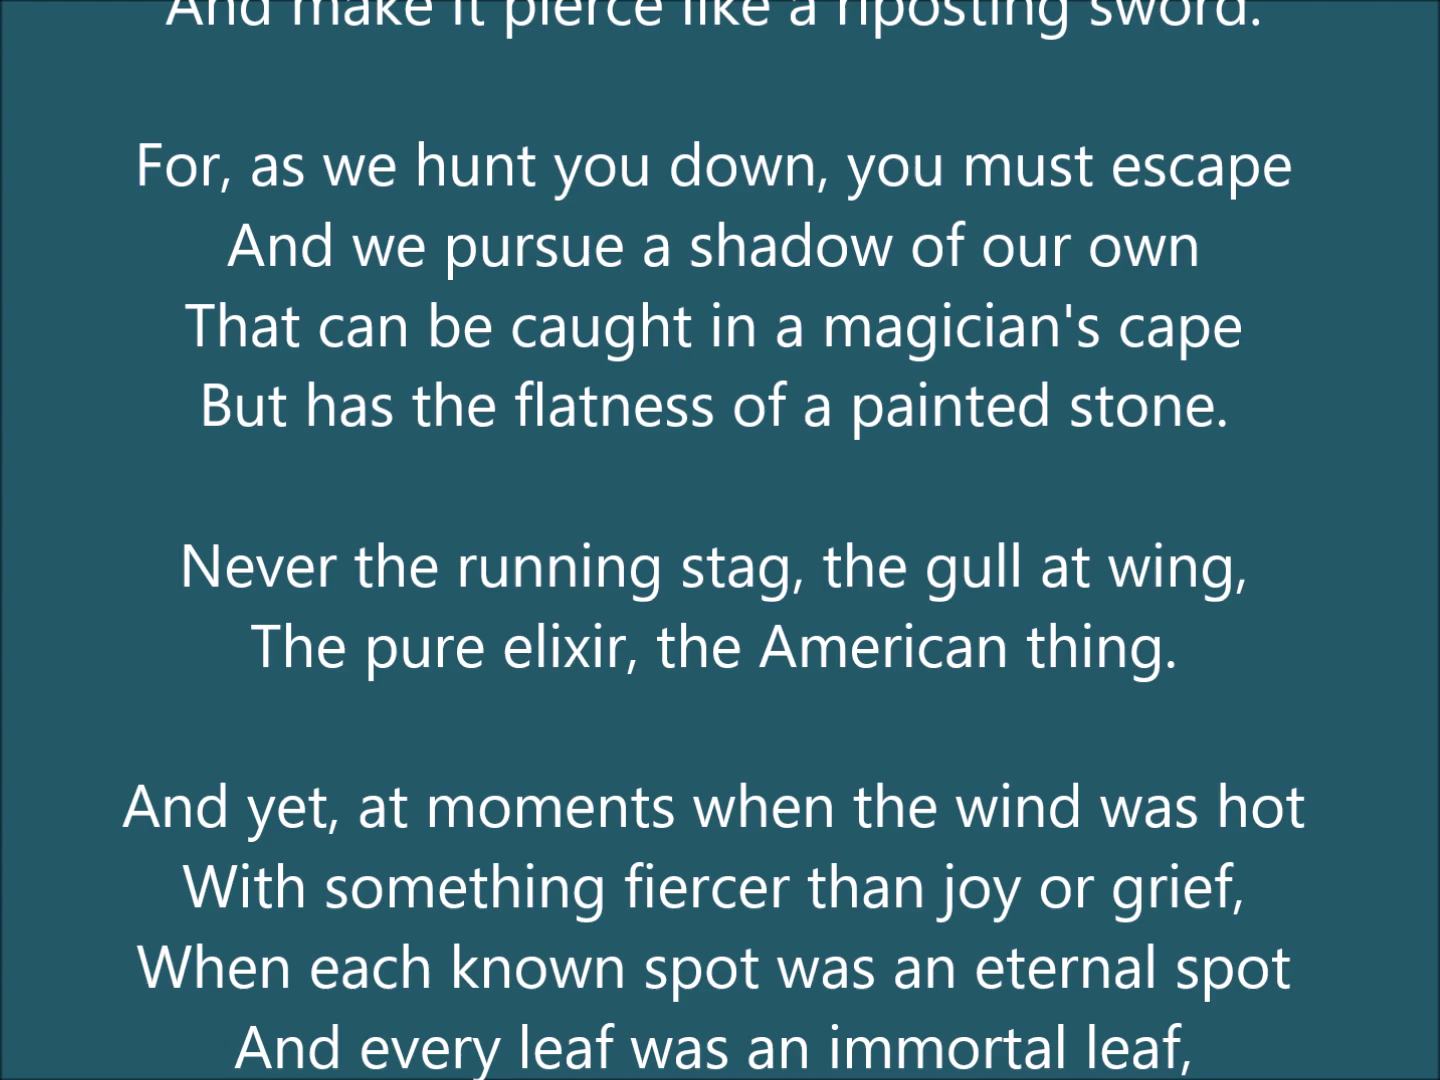 And make it pierce like a riposting sword.
For, as we hunt you down, you must escape
And we pursue a shadow of our own
That can be caught in a magician's cape
But has the flatness of a painted stone.
Never the running stag, the gull at wing,
The pure elixir, the American thing.
And yet, at moments when the wind was hot
With something fiercer than joy or grief,
When each known spot was an eternal spot
And every leaf was an immortal leaf,